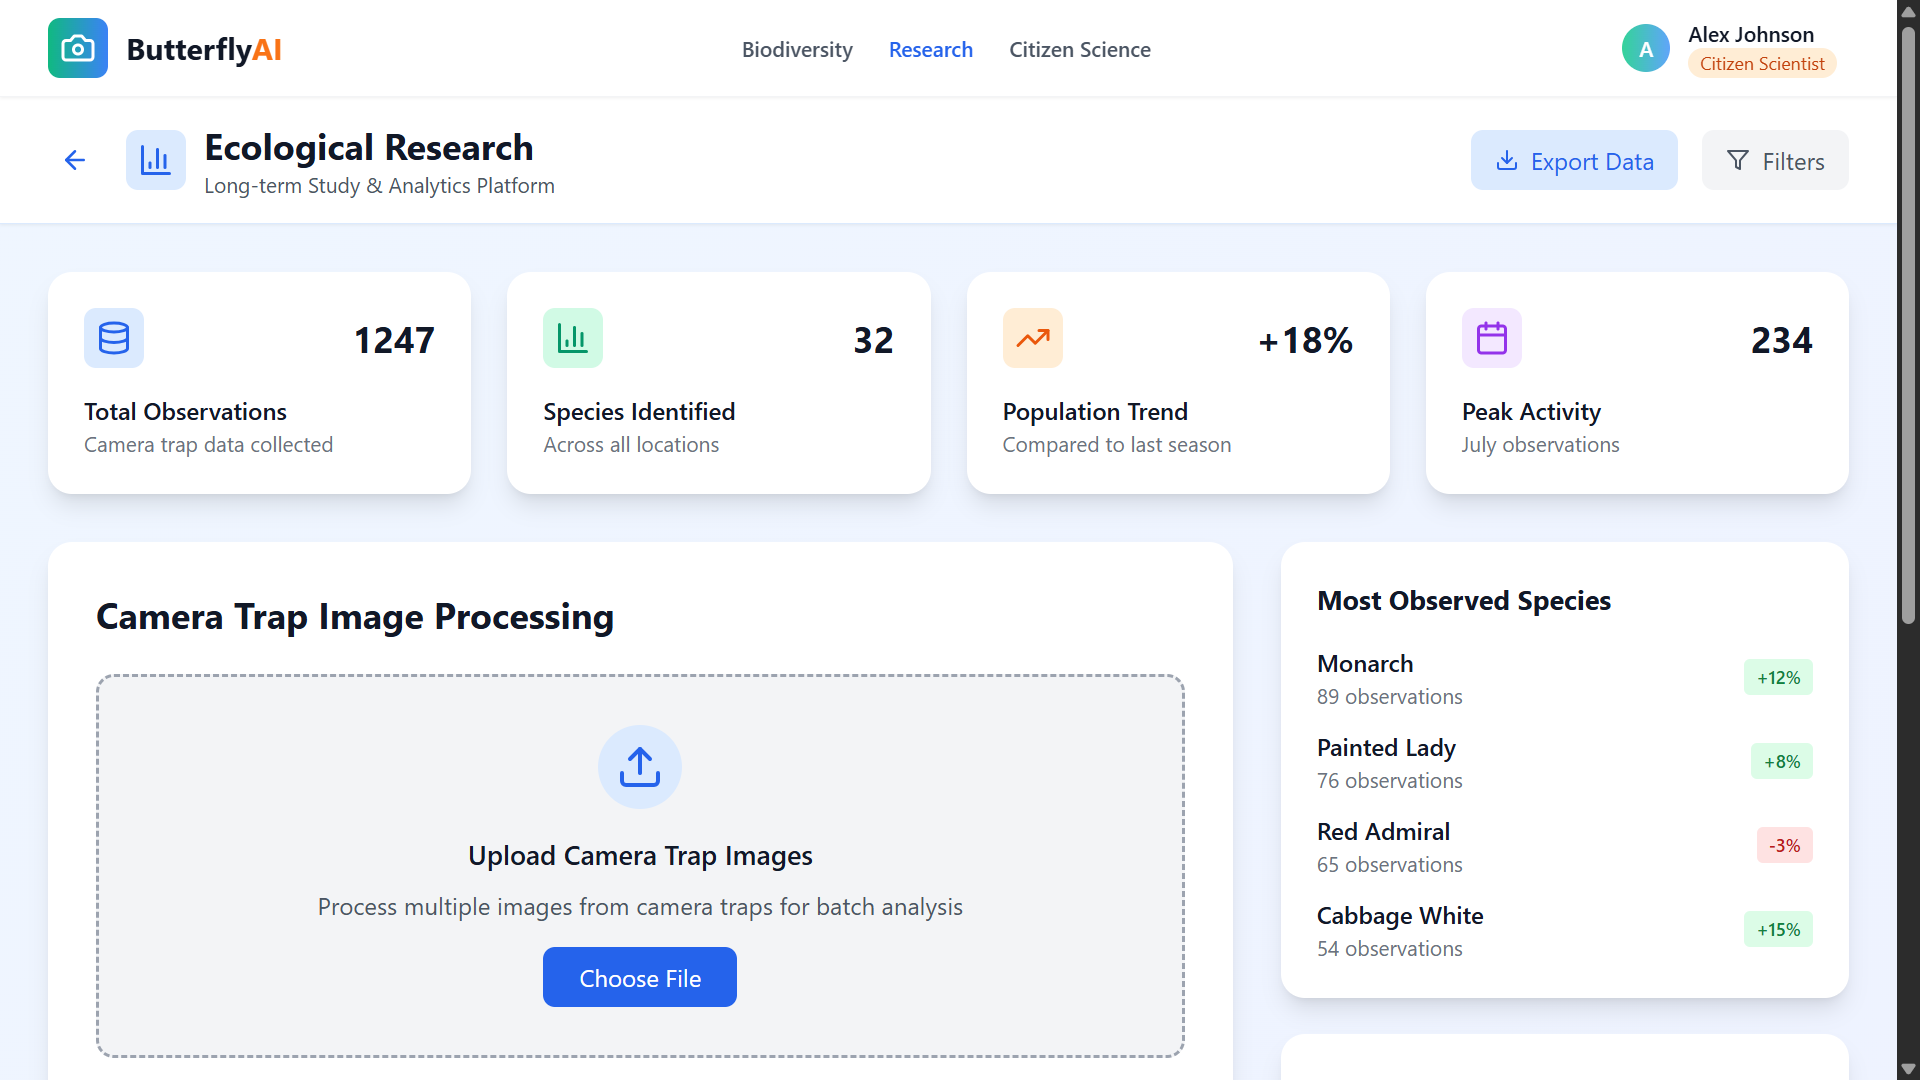 ButterflyAI
Biodiversity
Research
Citizen Science
A
Alex Johnson
Citizen Scientist
Ecological Research
Long-term Study & Analytics Platform
Export Data
Filters
1247
Total Observations
Camera trap data collected
32
Species Identified
Across all locations
+18%
Population Trend
Compared to last season
234
Peak Activity
July observations
Camera Trap Image Processing
Upload Camera Trap Images
Process multiple images from camera traps for batch analysis
Choose File
Most Observed Species
Monarch
89 observations
+12%
Painted Lady
76 observations
+8%
Red Admiral
65 observations
-3%
Cabbage White
54 observations
+15%